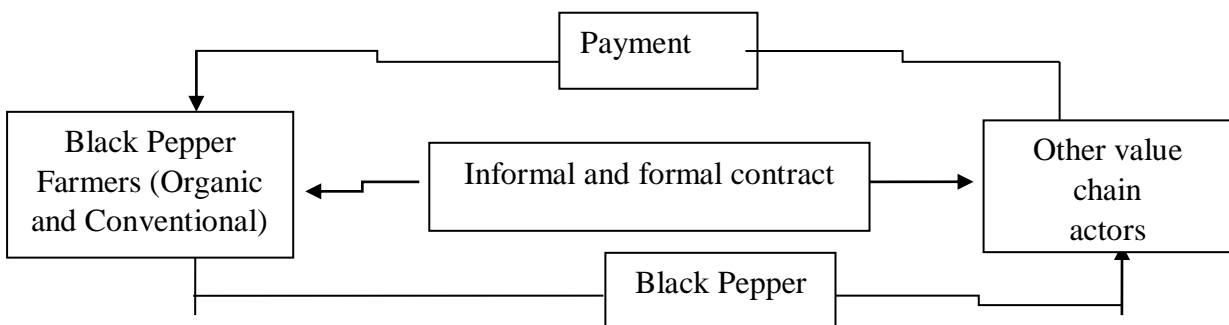 Payment
Black Pepper
Farmers (Organic
and Conventional)
Informal and formal contract
Other value
chain
actors
Black Pepper